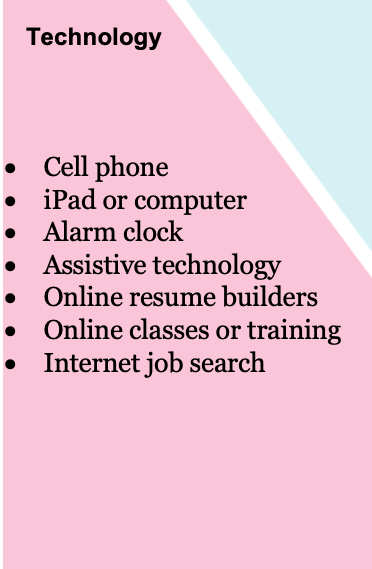 Technology
• Cell phone
• iPad or computer
• Alarm clock
• Assistive technology
• Online resume builders
• Online classes or training
• Internet job search